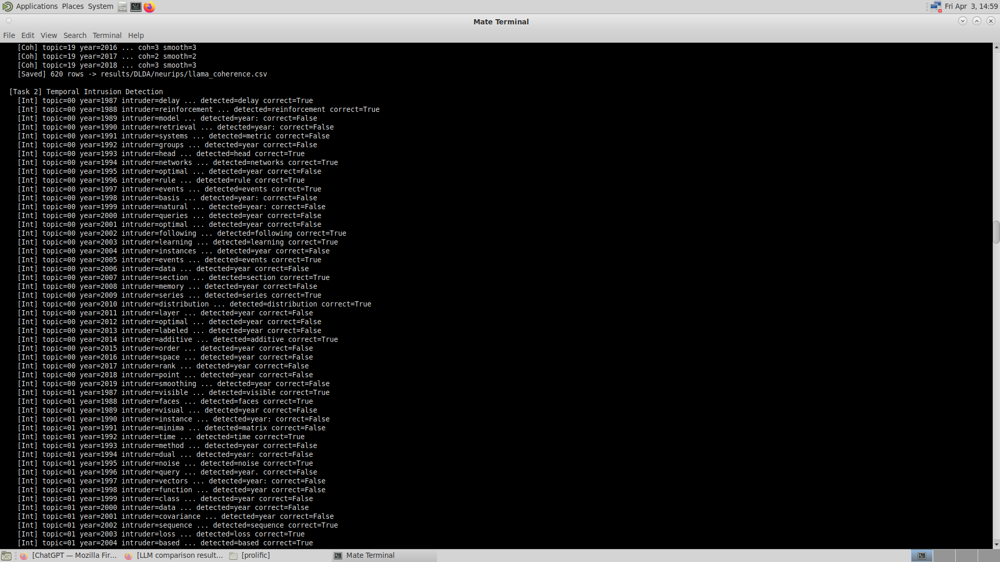 Applications Places System
Fri Apr 3, 14:59
Mate Terminal
File Edit View Search Terminal Help
[Coh] topic=19 year=2016 ... coh=3 smooth=3
[Coh] topic=19 year=2017 ... coh=2 smooth=2
[Coh] topic=19 year=2018 ... coh=3 smooth=3
[Saved] 620 rows -> results/DLDA/neurips/llama_coherence.csv
[Task 2] Temporal Intrusion Detection
[Int] topic=00 year=1987 intruder=delay ... detected=delay correct=True
[Int] topic=00 year=1988 intruder=reinforcement ... detected=reinforcement correct=True
[Int] topic=00 year=1989 intruder=model ... detected=year: correct=False
[Int] topic=00 year=1990 intruder=retrieval ... detected=year: correct=False
[Int] topic=00 year=1991 intruder=systems ... detected=metric correct=False
[Int] topic=00 year=1992 intruder=groups ... detected=year correct=False
[Int] topic=00 year=1993 intruder=head ... detected=head correct=True
[Int] topic=00 year=1994 intruder=networks ... detected=networks correct=True
[Int] topic=00 year=1995 intruder=optimal ... detected=year correct=False
[Int] topic=00 year=1996 intruder=rule ... detected=rule correct=True
[Int] topic=00 year=1997 intruder=events ... detected=events correct=True
[Int] topic=00 year=1998 intruder=basis ... detected=year: correct=False
[Int] topic=00 year=1999 intruder=natural ... detected=year: correct=False
[Int] topic=00 year=2000 intruder=queries ... detected=year correct=False
[Int] topic=00 year=2001 intruder=optimal ... detected=year correct=False
[Int] topic=00 year=2002 intruder=following ... detected=following correct=True
[Int] topic=00 year=2003 intruder=learning ... detected=learning correct=True
[Int] topic=00 year=2004 intruder=instances ... detected=year correct=False
[Int] topic=00 year=2005 intruder=events ... detected=events correct=True
[Int] topic=00 year=2006 intruder=data ... detected=year correct=False
[Int] topic=00 year=2007 intruder=section ... detected=section correct=True
[Int] topic=00 year=2008 intruder=memory ... detected=year correct=False
[Int] topic=00 year=2009 intruder=series ... detected=series correct=True
[Int] topic=00 year=2010 intruder=distribution ... detected=distribution correct=True
[Int] topic=00 year=2011 intruder=layer ... detected=year correct=False
[Int] topic=00 year=2012 intruder=optimal ... detected=year correct=False
[Int] topic=00 year=2013 intruder=labeled ... detected=year correct=False
[Int] topic=00 year=2014 intruder=additive ... detected=additive correct=True
[Int] topic=00 year=2015 intruder=order ... detected=year correct=False
[Int] topic=00 year=2016 intruder=space ... detected=year correct=False
[Int] topic=00 year=2017 intruder=rank ... detected=year correct=False
[Int] topic=00 year=2018 intruder=point ... detected=year correct=False
[Int] topic=00 year=2019 intruder=smoothing ... detected=year correct=False
[Int] topic=01 year=1987 intruder=visible ... detected=visible correct=True
[Int] topic=01 year=1988 intruder=faces ... detected=faces correct=True
[Int] topic=01 year=1989 intruder=visual ... detected=year correct=False
[Int] topic=01 year=1990 intruder=instance ... detected=year: correct=False
[Int] topic=01 year=1991 intruder=minima ... detected=matrix correct=False
[Int] topic=01 year=1992 intruder=time ... detected=time correct=True
[Int] topic=01 year=1993 intruder=method ... detected=year correct=False
[Int] topic=01 year=1994 intruder=dual ... detected=year: correct=False
[Int] topic=01 year=1995 intruder=noise ... detected=noise correct=True
[Int] topic=01 year=1996 intruder=query ... detected=year. correct=False
[Int] topic=01 year=1997 intruder=vectors ... detected=year: correct=False
[Int] topic=01 year=1998 intruder=function ... detected=year correct=False
[Int] topic=01 year=1999 intruder=class ... detected=year correct=False
[Int] topic=01 year=2000 intruder=data ... detected=year correct=False
[Int] topic=01 year=2001 intruder=covariance ... detected=year correct=False
[Int] topic=01 year=2002 intruder=sequence ... detected=sequence correct=True
[Int] topic=01 year=2003 intruder=loss ... detected=loss correct=True
[Int] topic=01 year=2004 intruder=based ... detected=based correct=True
[ChatGPT — Mozilla Fir... [LLM comparison result... [prolific] Mate Terminal